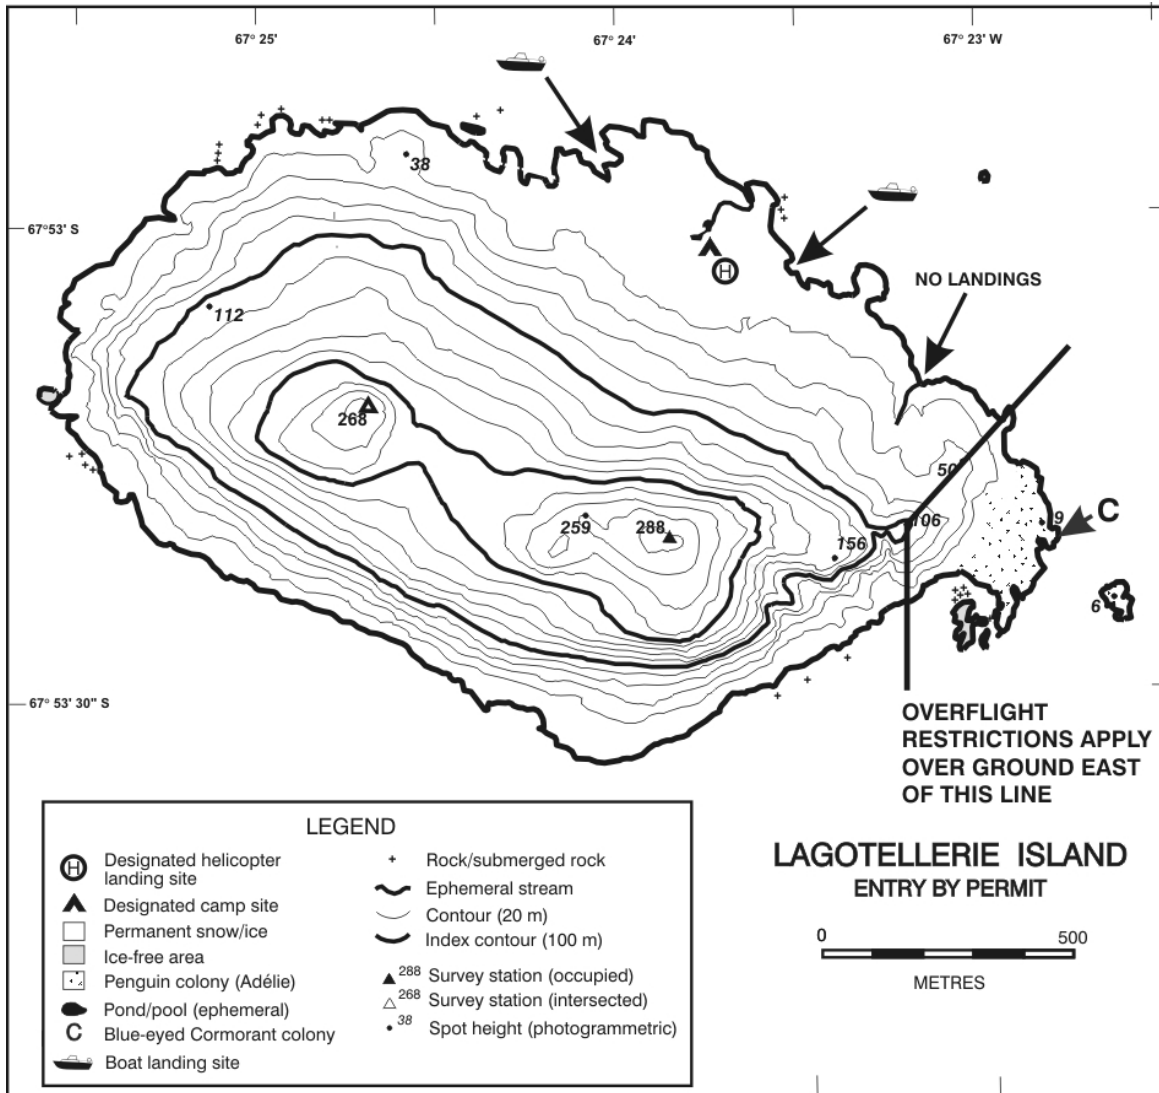 67° 25'
67° 24'
67° 23' W
38
67° 53' S
H
NO LANDINGS
112
268
50
259
288
106
156
9
C
6
67° 53' 30" S
OVERFLIGHT
RESTRICTIONS APPLY
OVER GROUND EAST
OF THIS LINE
LEGEND
H Designated helicopter
landing site
Designated camp site
Permanent snow/ice
Ice-free area
Penguin colony (Adélie)
Pond/pool (ephemeral)
C Blue-eyed Cormorant colony
Boat landing site
Rock/submerged rock
Ephemeral stream
Contour (20 m)
Index contour (100 m)
288 Survey station (occupied)
268 Survey station (intersected)
38 Spot height (photogrammetric)
LAGOTELLERIE ISLAND
ENTRY BY PERMIT
0 500
METRES